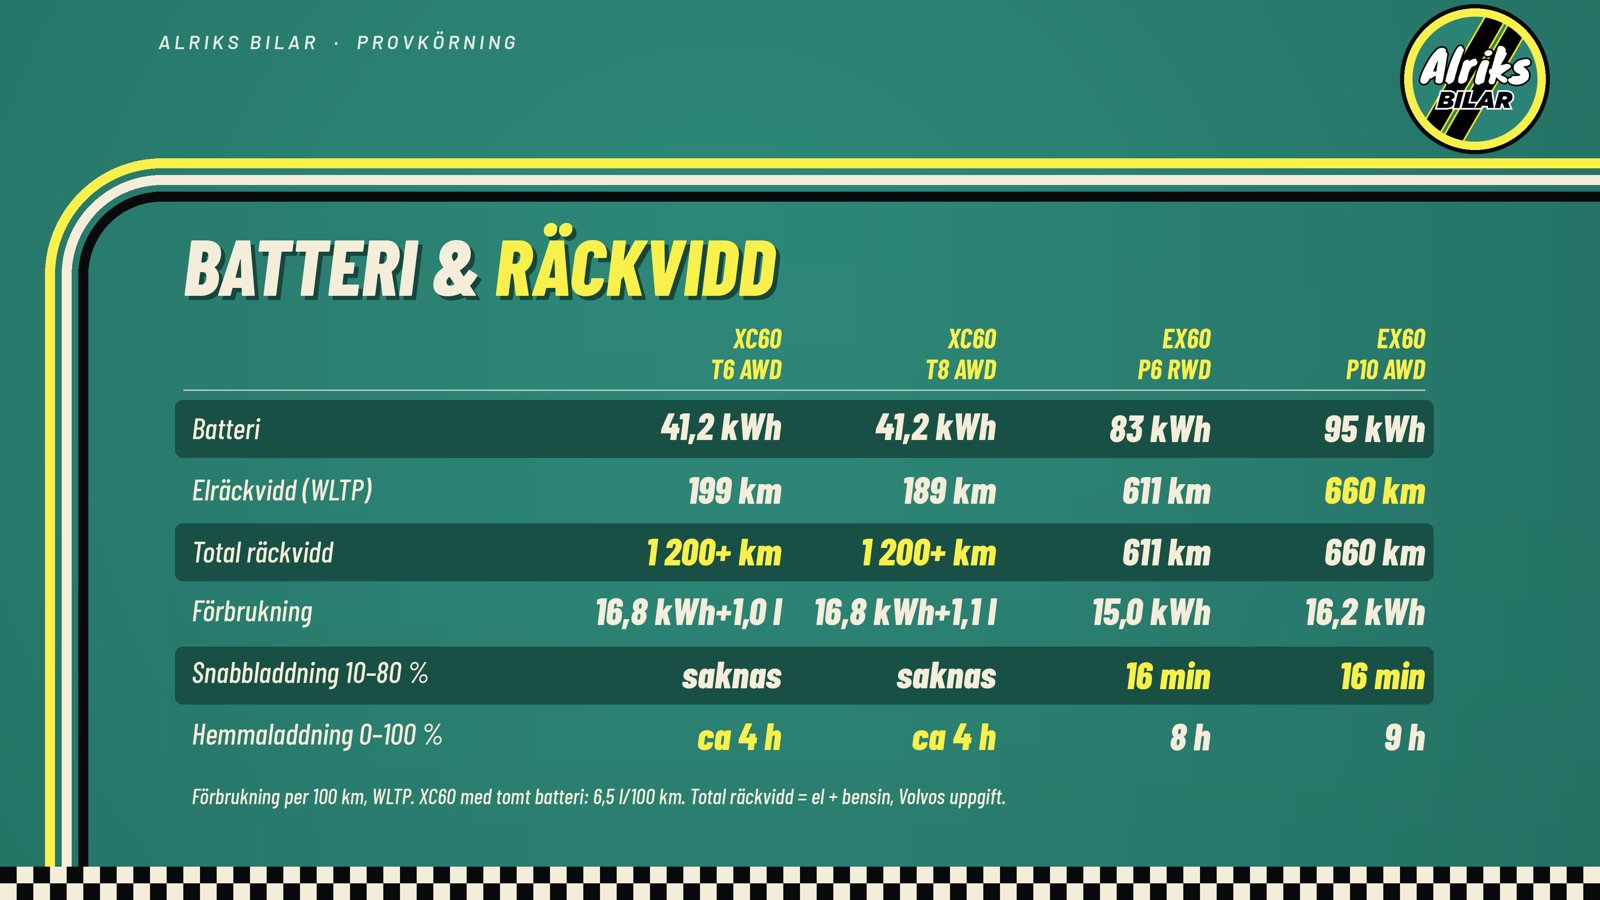 ALRIKS BILAR · PROVKÖRNING
Alriks
BILAR
BATTERI & RÄCKVIDD
XC60 XC60 EX60 EX60
T6 AWD T8 AWD P6 RWD P10 AWD
Batteri 41,2 kWh 41,2 kWh 83 kWh 95 kWh
Elräckvidd (WLTP) 199 km 189 km 611 km 660 km
Total räckvidd 1 200+ km 1 200+ km 611 km 660 km
Förbrukning 16,8 kWh+1,0 l 16,8 kWh+1,1 l 15,0 kWh 16,2 kWh
Snabbladdning 10–80 % saknas saknas 16 min 16 min
Hemmaladdning 0–100 % ca 4 h ca 4 h 8 h 9 h
Förbrukning per 100 km, WLTP. XC60 med tomt batteri: 6,5 l/100 km. Total räckvidd = el + bensin, Volvos uppgift.